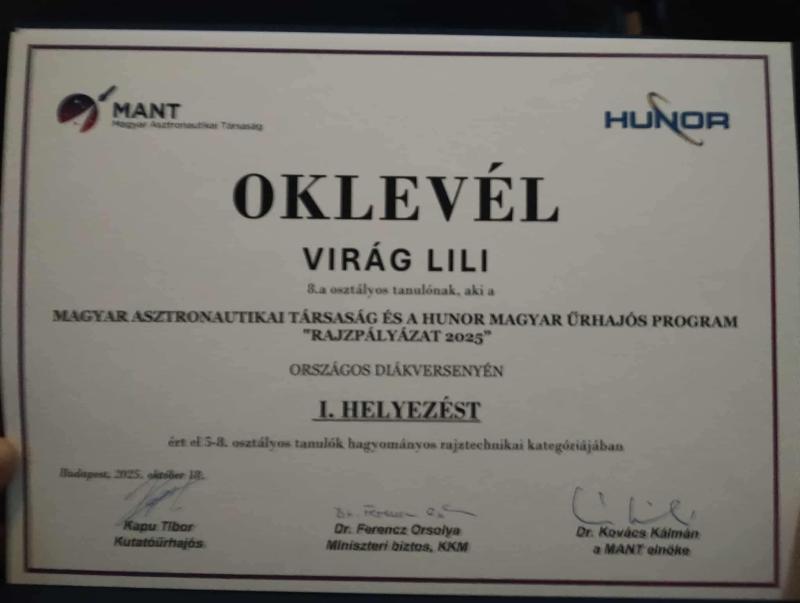 MANT
Magyar Asztronautikai Társaság
HUNOR
OKLEVÉL
VIRÁG LILI
8.a osztályos tanulónak, aki a
MAGYAR ASZTRONAUTIKAI TÁRSASÁG ÉS A HUNOR MAGYAR ŰRHAJÓS PROGRAM
"RAJZPÁLYÁZAT 2025"
ORSZÁGOS DIÁKVERSENYÉN
I. HELYEZÉST
ért el 5-8. osztályos tanulók hagyományos rajztechnikai kategóriájában
Budapest, 2025. október 18.
Kapu Tibor
Kutatóűrhajós
Dr. Ferencz Orsolya
Miniszteri biztos, KKM
Dr. Kovács Kálmán
a MANT elnöke